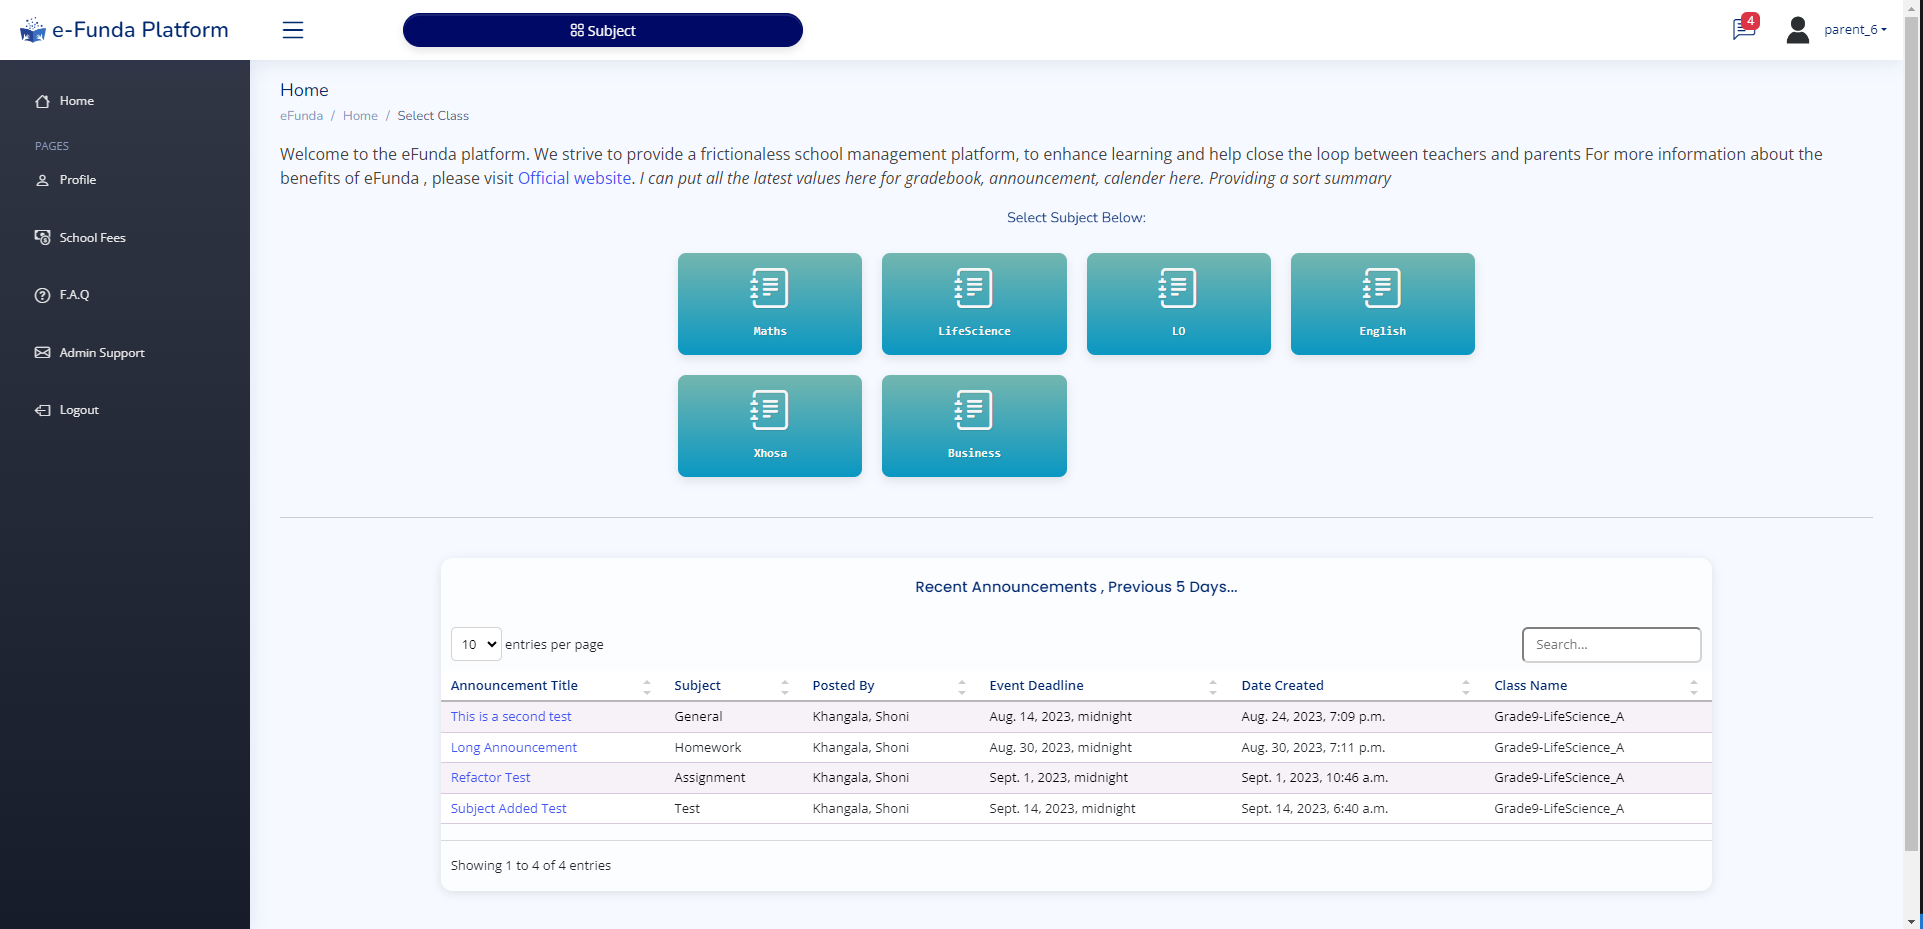 e-Funda Platform
Subject
4
parent_6
Home
PAGES
Profile
School Fees
F.A.Q
Admin Support
Logout
Home
eFunda / Home / Select Class
Welcome to the eFunda platform. We strive to provide a frictionaless school management platform, to enhance learning and help close the loop between teachers and parents For more information about the
benefits of eFunda , please visit Official website. I can put all the latest values here for gradebook, announcement, calender here. Providing a sort summary
Select Subject Below:
Maths
LifeScience
LO
English
Xhosa
Business
Recent Announcements , Previous 5 Days...
10 entries per page
Search...
Announcement Title Subject Posted By Event Deadline Date Created Class Name
This is a second test General Khangala, Shoni Aug. 14, 2023, midnight Aug. 24, 2023, 7:09 p.m. Grade9-LifeScience_A
Long Announcement Homework Khangala, Shoni Aug. 30, 2023, midnight Aug. 30, 2023, 7:11 p.m. Grade9-LifeScience_A
Refactor Test Assignment Khangala, Shoni Sept. 1, 2023, midnight Sept. 1, 2023, 10:46 a.m. Grade9-LifeScience_A
Subject Added Test Test Khangala, Shoni Sept. 14, 2023, midnight Sept. 14, 2023, 6:40 a.m. Grade9-LifeScience_A
Showing 1 to 4 of 4 entries